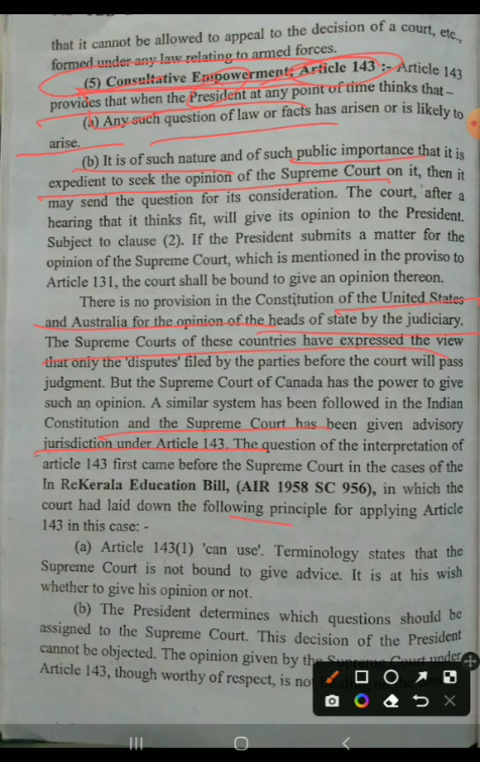 that it cannot be allowed to appeal to the decision of a court, etc.,
formed under any law relating to armed forces.
(5) Consultative Empowerment; Article 143 :- Article 143
provides that when the President at any point of time thinks that –
(a) Any such question of law or facts has arisen or is likely to
arise.
(b) It is of such nature and of such public importance that it is
expedient to seek the opinion of the Supreme Court on it, then it
may send the question for its consideration. The court, after a
hearing that it thinks fit, will give its opinion to the President.
Subject to clause (2). If the President submits a matter for the
opinion of the Supreme Court, which is mentioned in the proviso to
Article 131, the court shall be bound to give an opinion thereon.
There is no provision in the Constitution of the United States
and Australia for the opinion of the heads of state by the judiciary.
The Supreme Courts of these countries have expressed the view
that only the 'disputes' filed by the parties before the court will pass
judgment. But the Supreme Court of Canada has the power to give
such an opinion. A similar system has been followed in the Indian
Constitution and the Supreme Court has been given advisory
jurisdiction under Article 143. The question of the interpretation of
article 143 first came before the Supreme Court in the cases of the
In ReKerala Education Bill, (AIR 1958 SC 956), in which the
court had laid down the following principle for applying Article
143 in this case: -
(a) Article 143(1) 'can use'. Terminology states that the
Supreme Court is not bound to give advice. It is at his wish
whether to give his opinion or not.
(b) The President determines which questions should be
assigned to the Supreme Court. This decision of the President
cannot be objected. The opinion given by the Supreme Court under
Article 143, though worthy of respect, is not